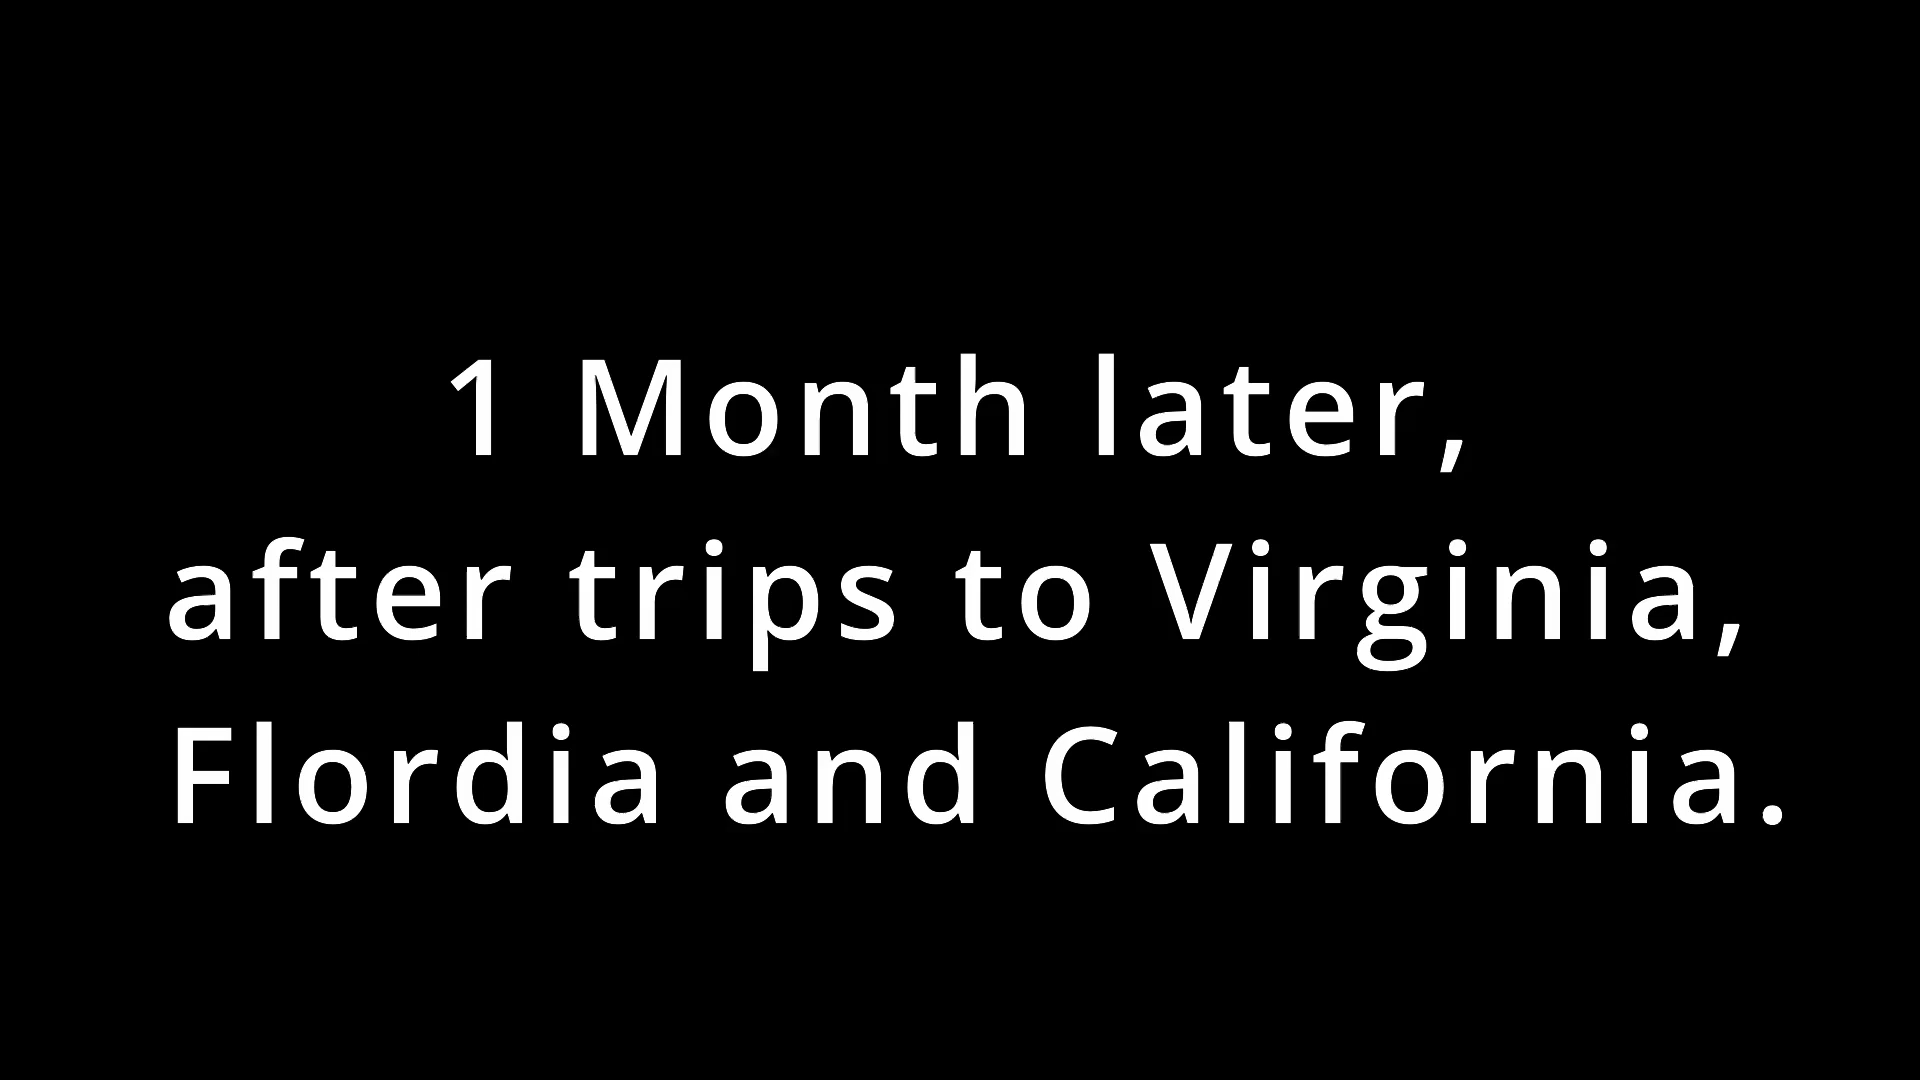 1 Month later,
after trips to Virginia,
Flordia and California.